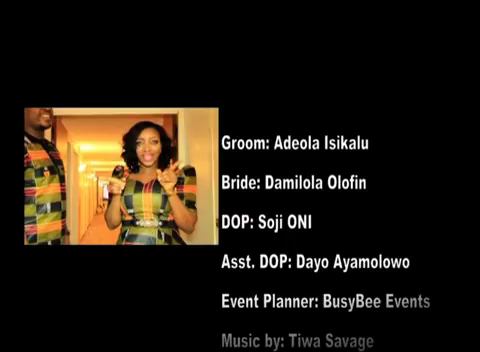 Groom: Adeola Isikalu
Bride: Damilola Olofin
DOP: Soji ONI
Asst. DOP: Dayo Ayamolowo
Event Planner: BusyBee Events
Music by: Tiwa Savage